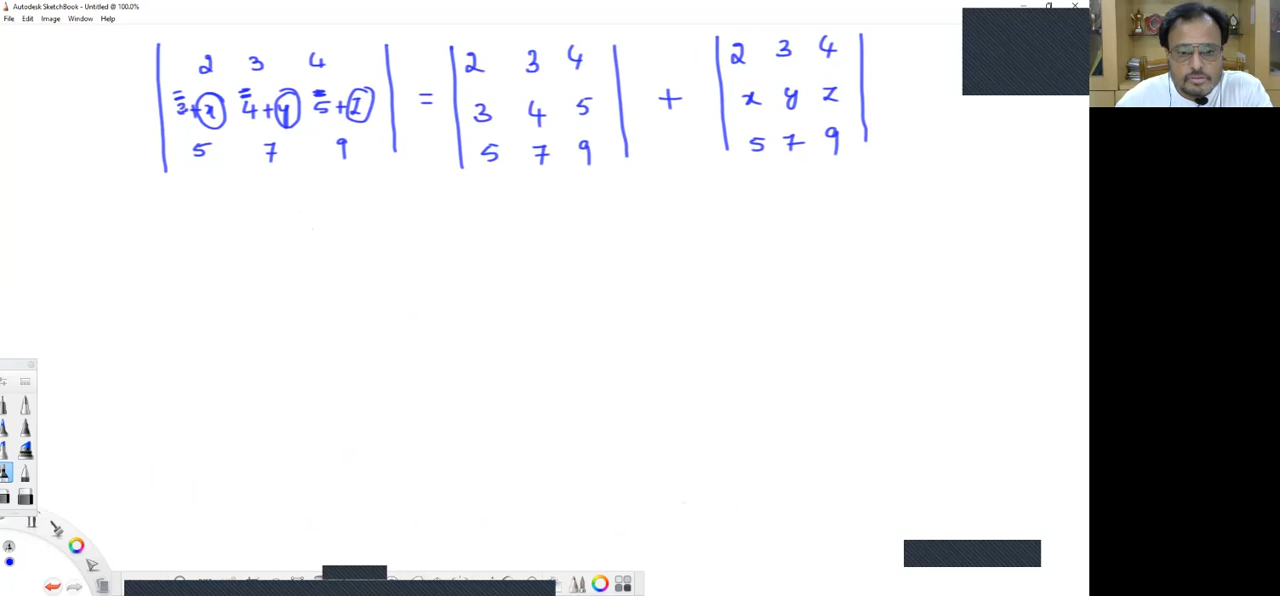 Autodesk SketchBook - Untitled @ 100.0%
File Edit Image Window Help
| 2 3 4 | = | 2 3 4 | + | 2 3 4 |
| 3+x 4+y 5+z | | 3 4 5 | | x y z |
| 5 7 9 | | 5 7 9 | | 5 7 9 |